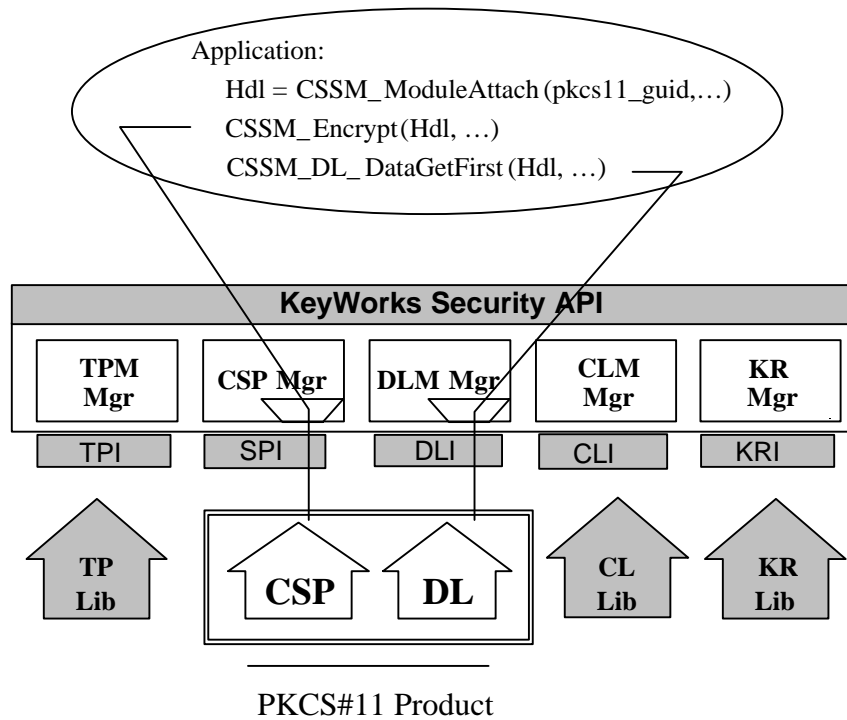 Application:
Hdl = CSSM_ModuleAttach (pkcs11_guid,…)
CSSM_Encrypt(Hdl, …)
CSSM_DL_ DataGetFirst (Hdl, …)
KeyWorks Security API
TPM
Mgr
CSP Mgr
DLM Mgr
CLM
Mgr
KR
Mgr
TPI
SPI
DLI
CLI
KRI
TP
Lib
CSP
DL
CL
Lib
KR
Lib
PKCS#11 Product